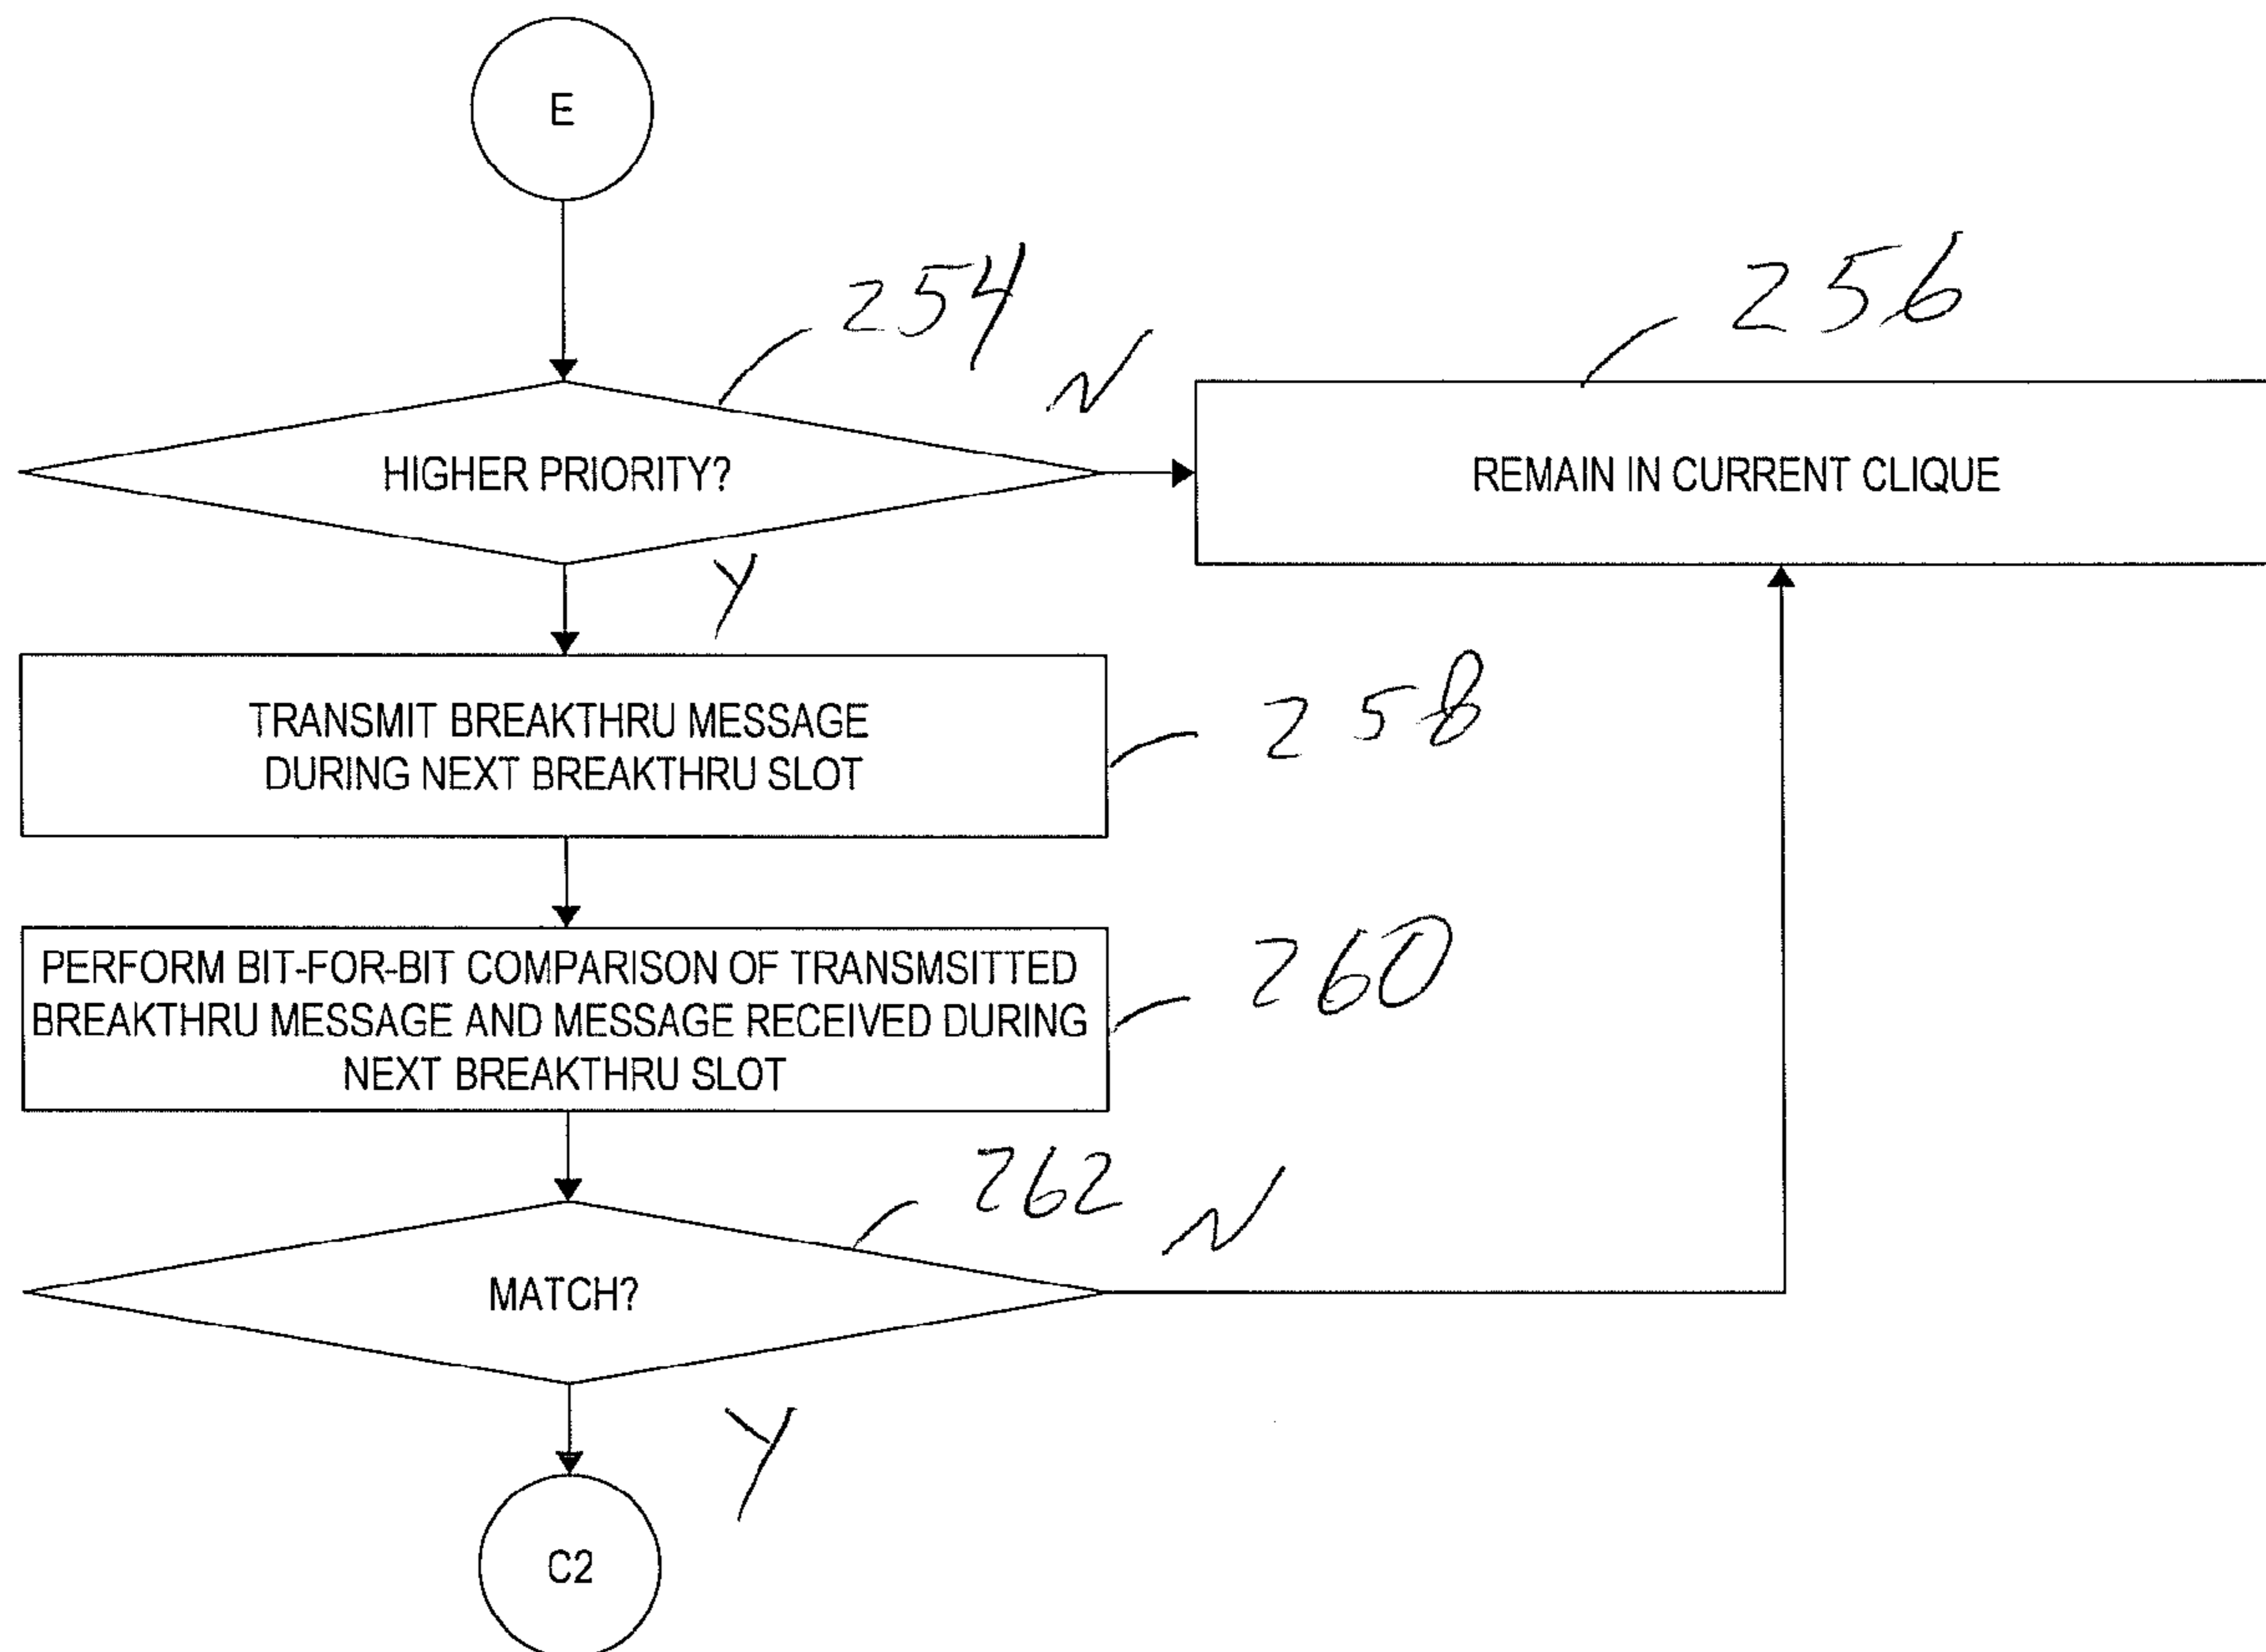 E
254
N
256
HIGHER PRIORITY?
REMAIN IN CURRENT CLIQUE
Y
TRANSMIT BREAKTHRU MESSAGE
DURING NEXT BREAKTHRU SLOT
258
PERFORM BIT-FOR-BIT COMPARISON OF TRANSMSITTED
BREAKTHRU MESSAGE AND MESSAGE RECEIVED DURING
NEXT BREAKTHRU SLOT
260
262
N
MATCH?
Y
C2